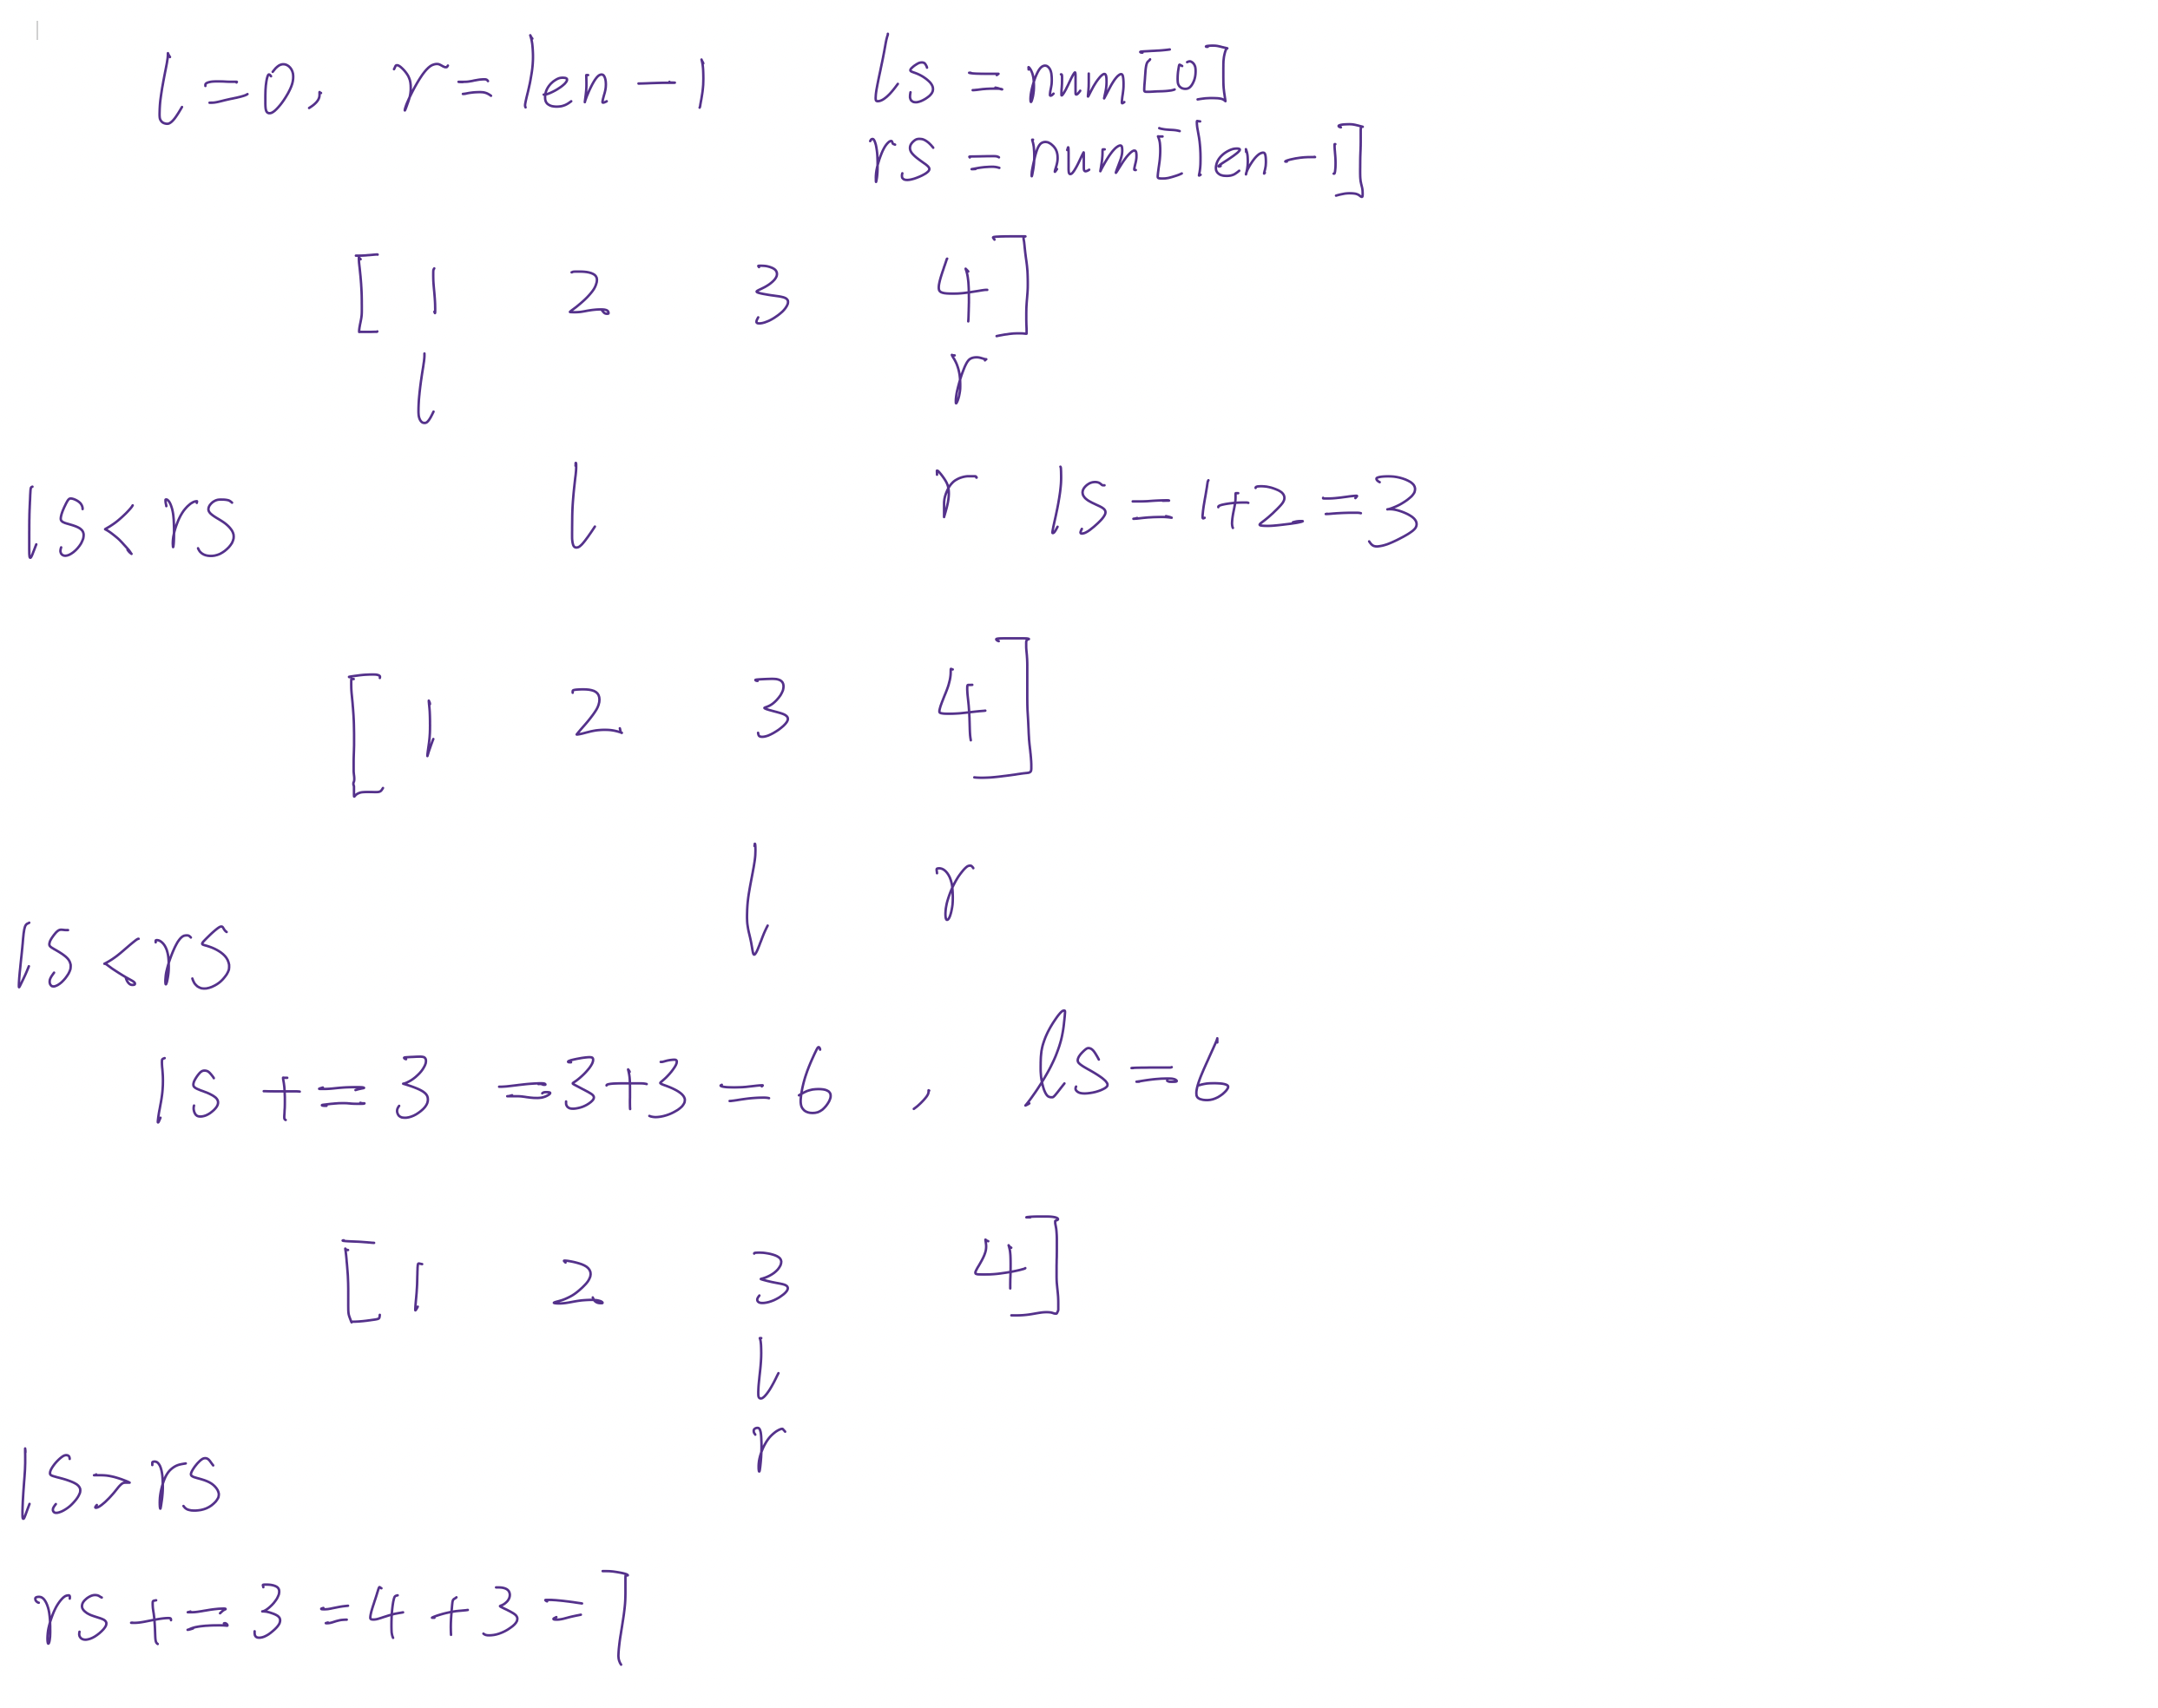 l=0, r=len-1 ls=num[0]
rs=num[len-1]
[1 2 3 4]
l r
ls<rs l r ls=1+2=3
[1 2 3 4]
l r
ls<rs
ls+=3 =3+3=6 , ls=6
[1 2 3 4]
l
r
ls>rs
rs+=3=4+3=7